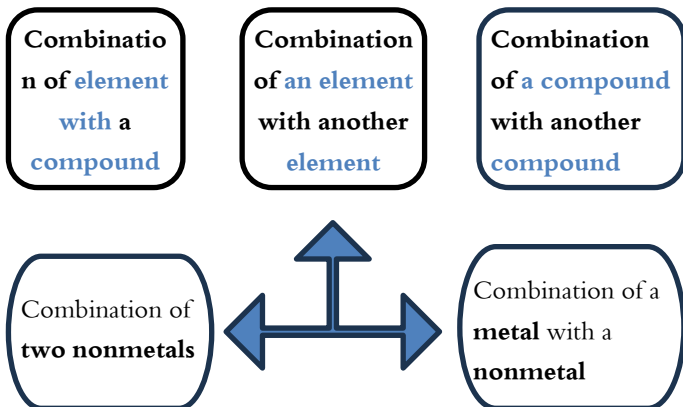 Combinatio
n of element
with a
compound
Combination
of an element
with another
element
Combination
of a compound
with another
compound
Combination of
two nonmetals
Combination of a
metal with a
nonmetal